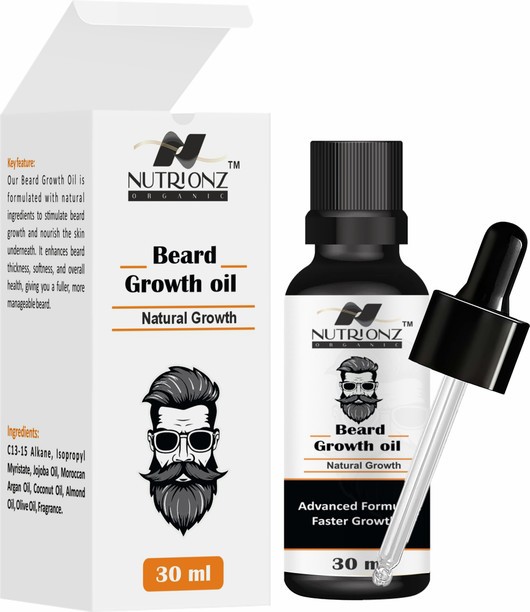 Key feature:
Our Beard Growth Oil is
formulated with natural
ingredients to stimulate beard
growth and nourish the skin
underneath. It enhances beard
thickness, softness, and overall
health, giving you a fuller, more
manageable beard.
Ingredients:
C13-15 Alkane, Isopropyl
Myristate, Jojoba Oil, Moroccan
Argan Oil, Coconut Oil, Almond
Oil, Olive Oil, Fragrance.
NUTRIONZ TM
ORGANIC
Beard
Growth oil
Natural Growth
30 ml
NUTRIONZ TM
ORGANIC
Beard
Growth oil
Natural Growth
Advanced Formu
Faster Growth
30 m